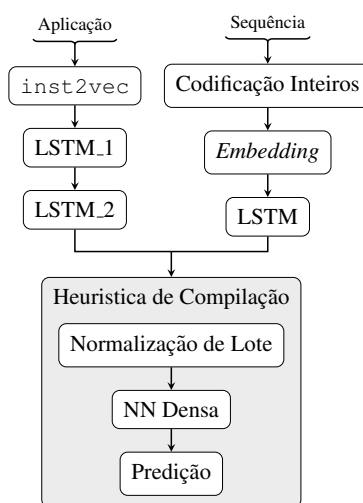 Aplicação
inst2vec
LSTM_1
LSTM_2
Sequência
Codificação Inteiros
Embedding
LSTM
Heuristica de Compilação
Normalização de Lote
NN Densa
Predição